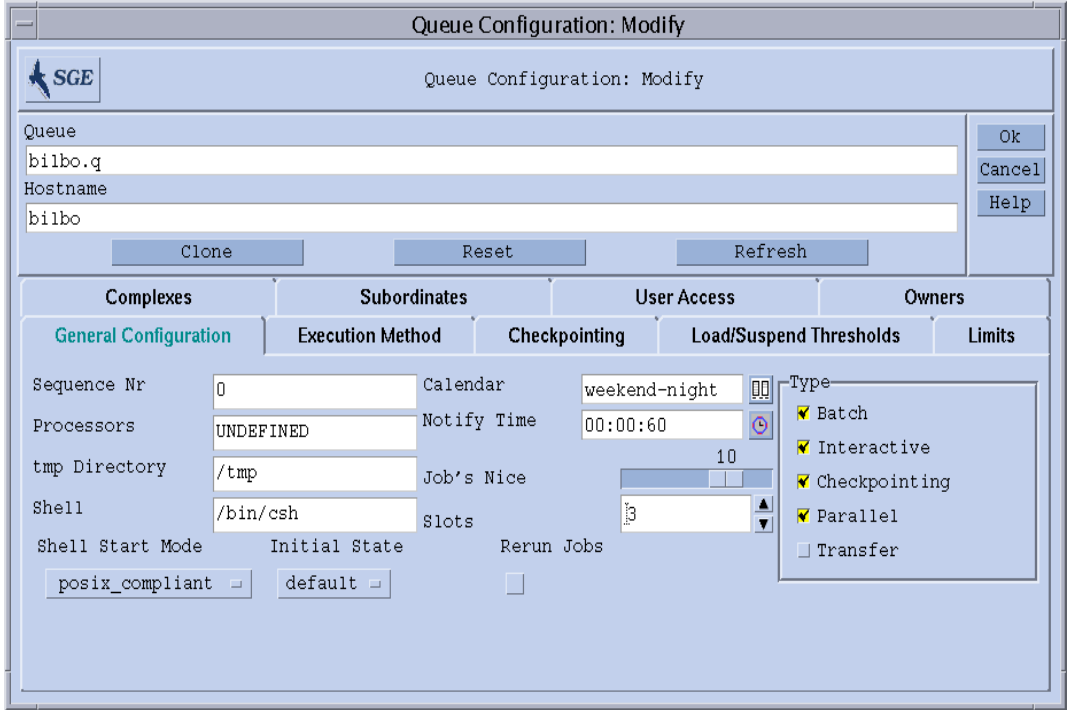 Queue Configuration: Modify
SGE
Queue Configuration: Modify
Queue
bilbo.q
Hostname
bilbo
Ok
Cancel
Help
Clone Reset Refresh
Complexes Subordinates User Access Owners
General Configuration Execution Method Checkpointing Load/Suspend Thresholds Limits
Sequence Nr 0
Processors UNDEFINED
tmp Directory /tmp
Shell /bin/csh
Calendar weekend-night
Notify Time 00:00:60
Job's Nice 10
Slots 3
Type
Batch
Interactive
Checkpointing
Parallel
Transfer
Shell Start Mode Initial State Rerun Jobs
posix_compliant default